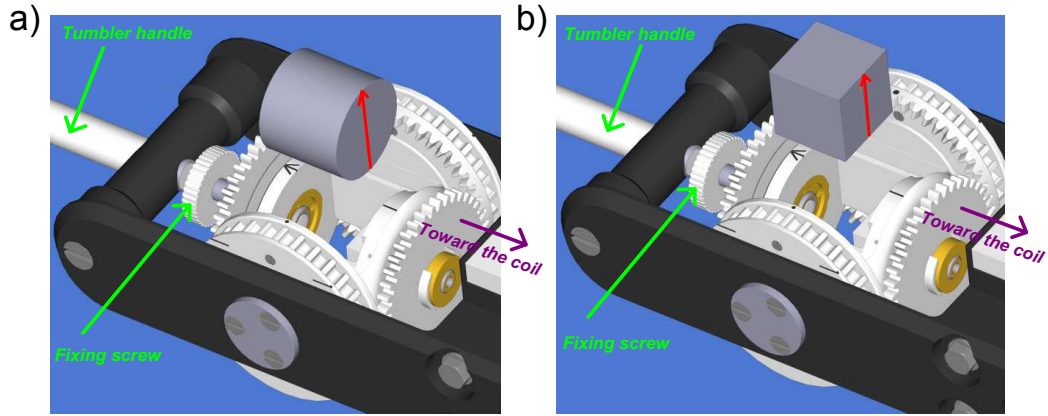 a)
Tumbler handle
Toward the coil
Fixing screw
b)
Tumbler handle
Toward the coil
Fixing screw